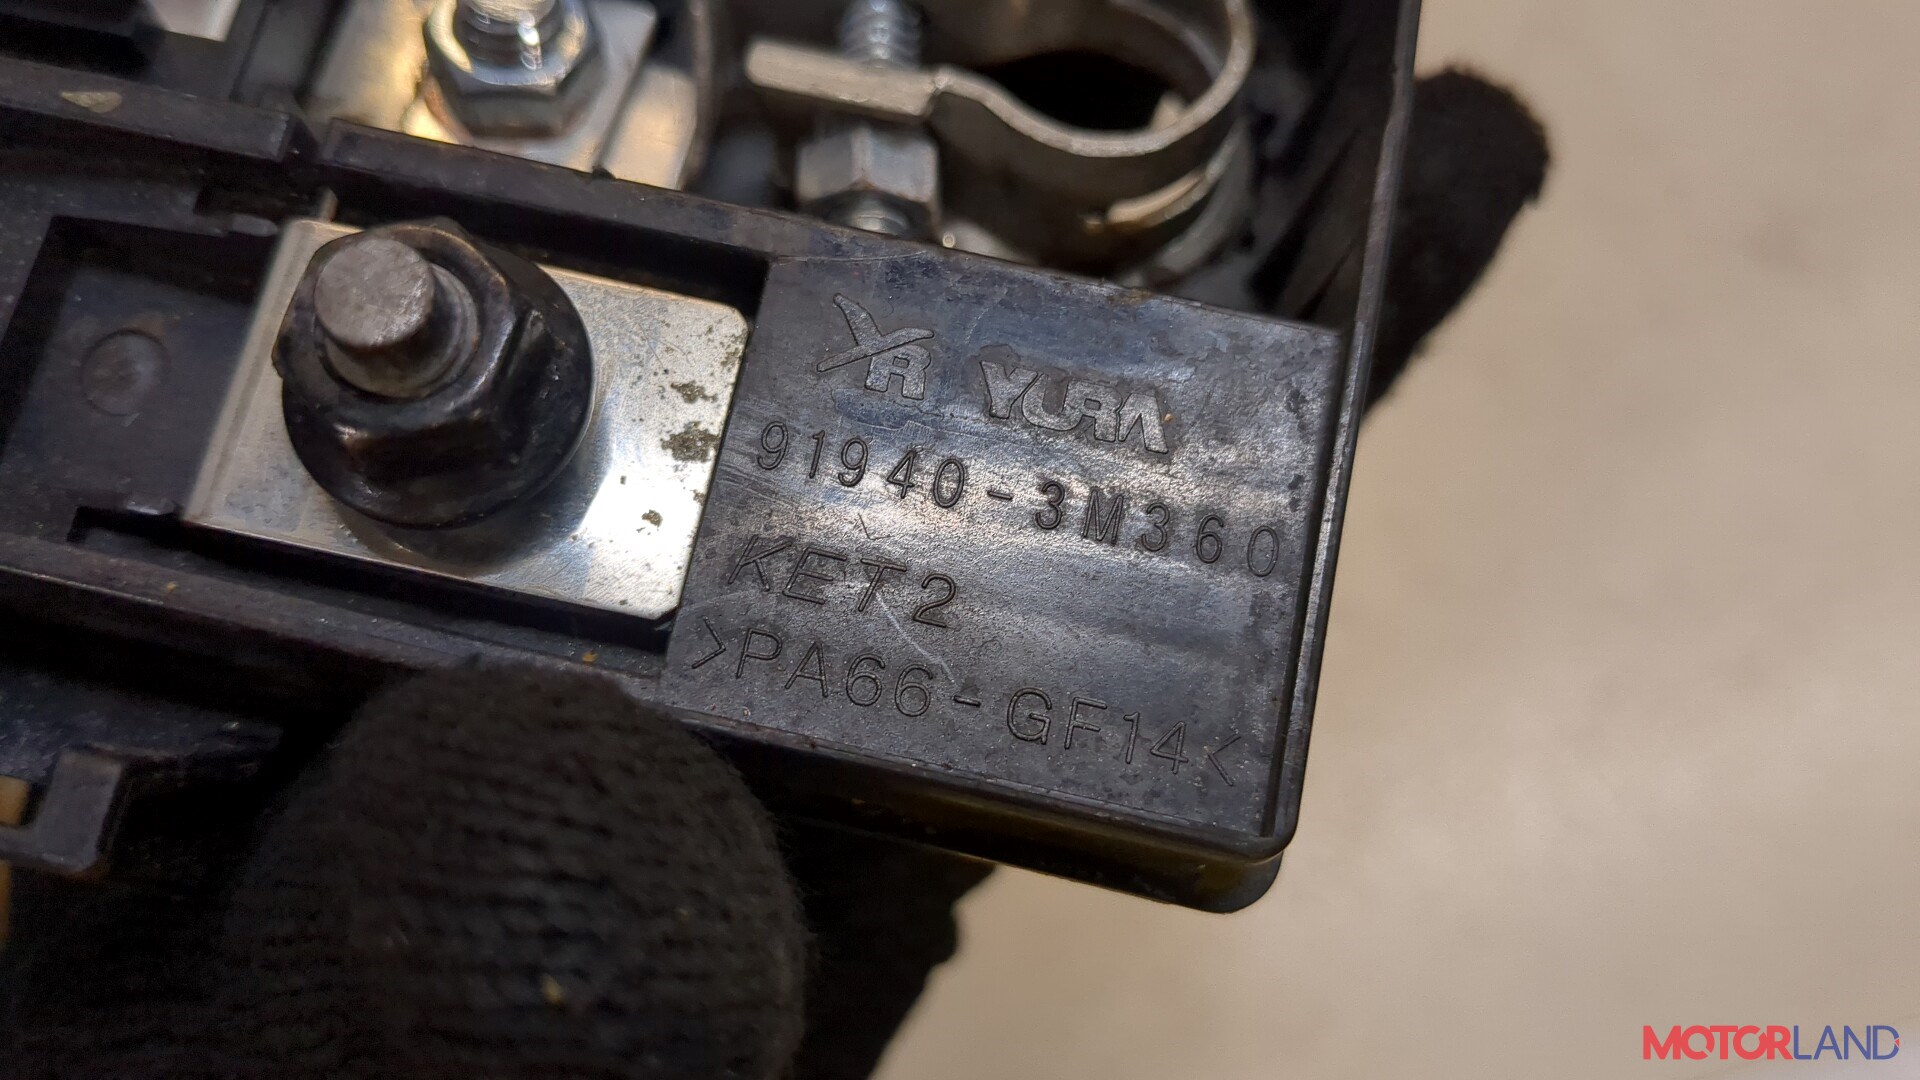 YR YURA
91940-3M360
KET2
>PA66-GF14<
MOTORLAND